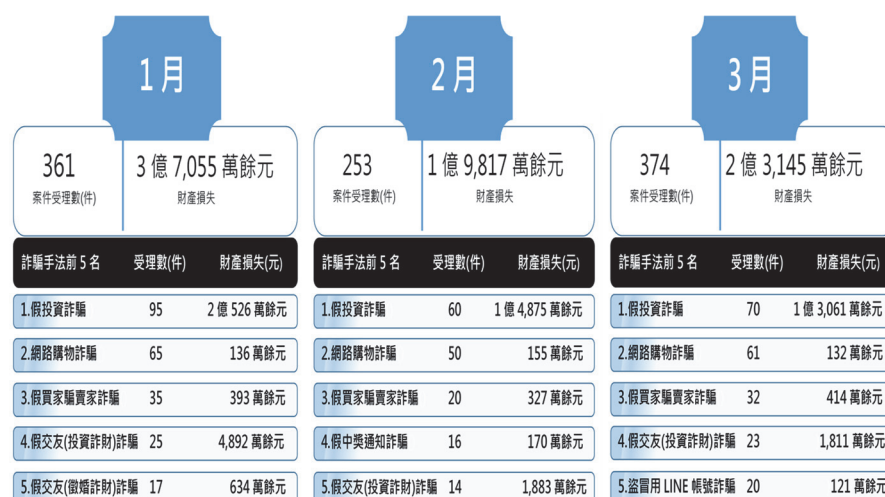 1月
361
3 億 7,055 萬餘元
案件受理數(件)
財產損失
詐騙手法前 5 名 受理數(件) 財產損失(元)
1.假投資詐騙 95 2 億 526 萬餘元
2.網路購物詐騙 65 136 萬餘元
3.假買家騙賣家詐騙 35 393 萬餘元
4.假交友(投資詐財)詐騙 25 4,892 萬餘元
5.假交友(徵婚詐財)詐騙 17 634 萬餘元
2月
253
1 億 9,817 萬餘元
案件受理數(件)
財產損失
詐騙手法前 5 名 受理數(件) 財產損失(元)
1.假投資詐騙 60 1 億 4,875 萬餘元
2.網路購物詐騙 50 155 萬餘元
3.假買家騙賣家詐騙 20 327 萬餘元
4.假中獎通知詐騙 16 170 萬餘元
5.假交友(投資詐財)詐騙 14 1,883 萬餘元
3月
374
2 億 3,145 萬餘元
案件受理數(件)
財產損失
詐騙手法前 5 名 受理數(件) 財產損失(元)
1.假投資詐騙 70 1 億 3,061 萬餘元
2.網路購物詐騙 61 132 萬餘元
3.假買家騙賣家詐騙 32 414 萬餘元
4.假交友(投資詐財)詐騙 23 1,811 萬餘元
5.盜冒用 LINE 帳號詐騙 20 121 萬餘元